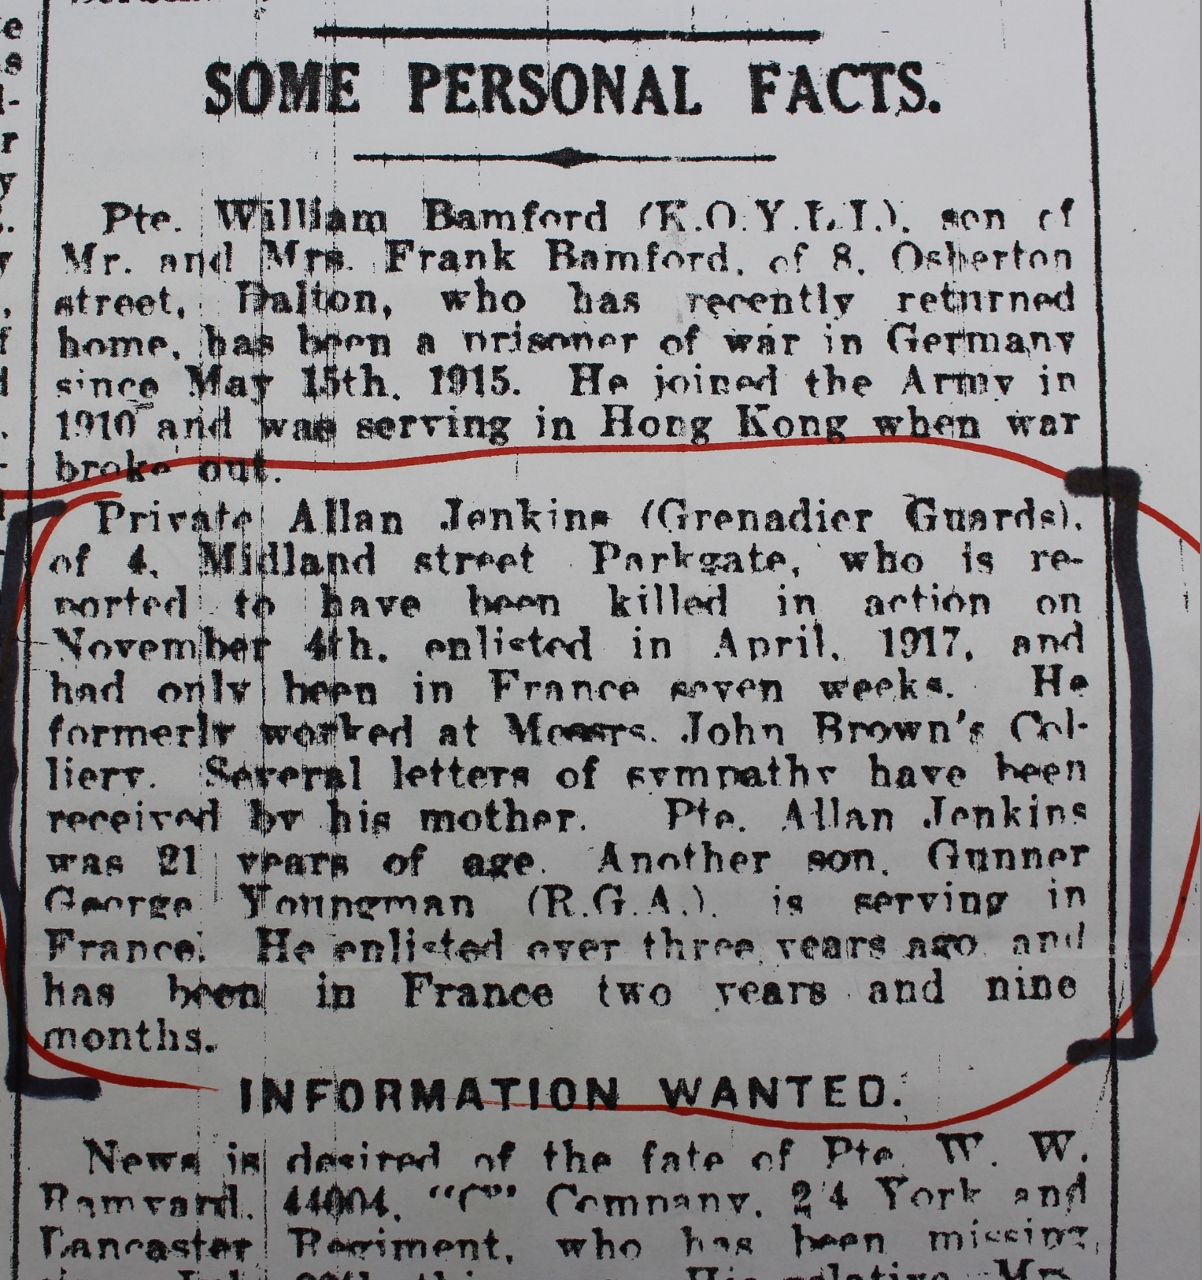 SOME PERSONAL FACTS.
Pte. William Bamford (K.O.Y.L.I.), son of
Mr. and Mrs. Frank Bamford, of 8, Osberton
street, Dalton, who has recently returned
home, has been a prisoner of war in Germany
since May 15th, 1915. He joined the Army in
1910 and was serving in Hong Kong when war
broke out.
Private Allan Jenkins (Grenadier Guards),
of 4, Midland street Parkgate, who is re-
ported to have been killed in action on
November 4th, enlisted in April, 1917, and
had only been in France seven weeks. He
formerly worked at Messrs. John Brown's Col-
liery. Several letters of sympathy have been
received by his mother. Pte. Allan Jenkins
was 21 years of age. Another son, Gunner
George Youngman (R.G.A.), is serving in
France. He enlisted over three years ago and
has been in France two years and nine
months.
INFORMATION WANTED.
News is desired of the fate of Pte. W. W.
44004, "C" Company, 2/4 York and
Lancaster Regiment, who has been missing
His relative, Mrs.